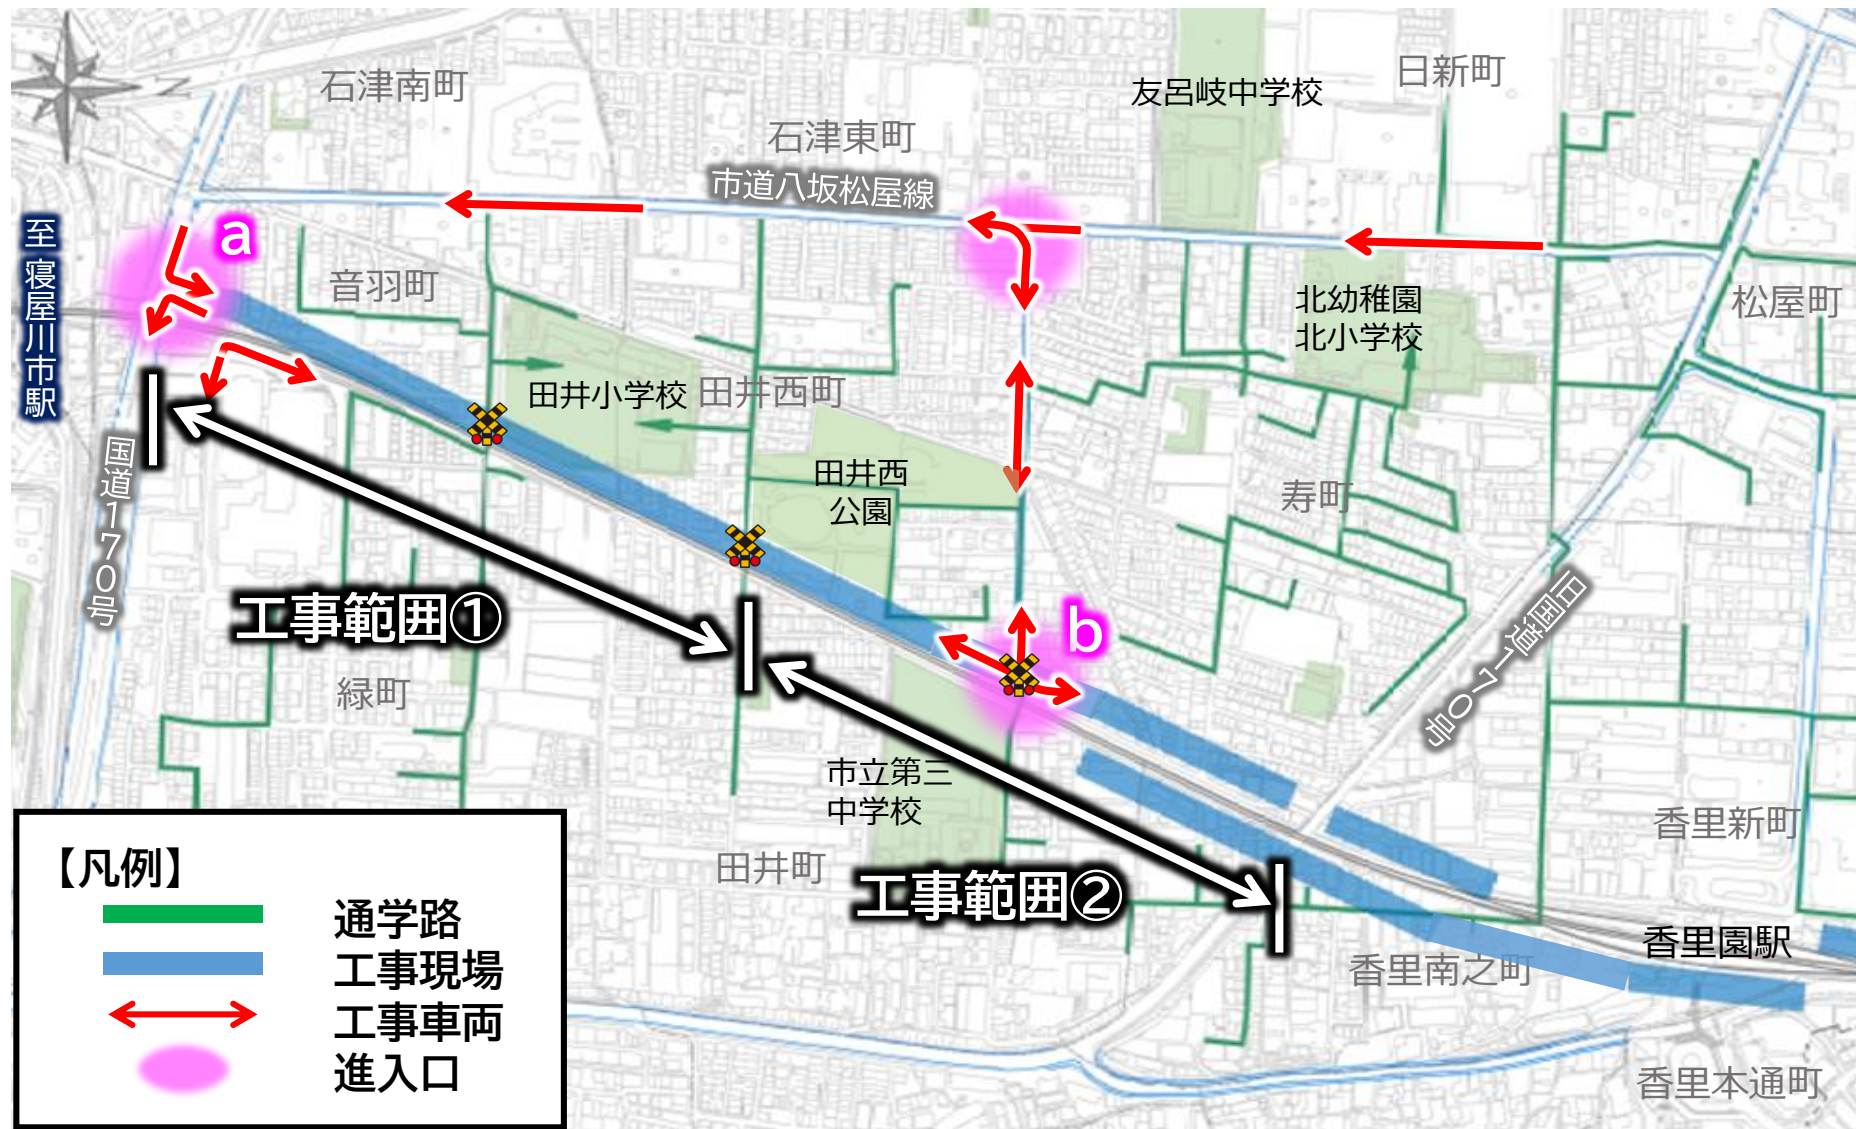 石津南町
日新町
友呂岐中学校
石津東町
市道八坂松屋線
至 寝屋川市駅
a
音羽町
北幼稚園
北小学校
松屋町
田井小学校
田井西町
国道170号
田井西
公園
寿町
工事範囲①
b
旧国道170号
緑町
市立第三
中学校
香里新町
田井町
工事範囲②
香里園駅
香里南之町
香里本通町
【凡例】
通学路
工事現場
工事車両
進入口